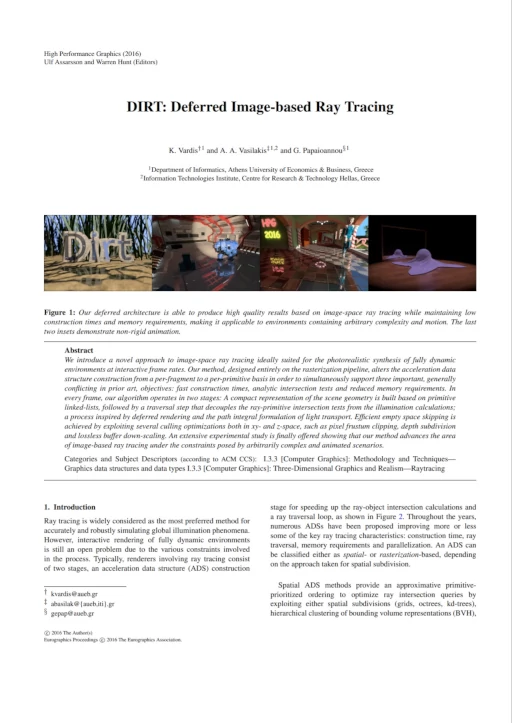 High Performance Graphics (2016)
Ulf Assarsson and Warren Hunt (Editors)
DIRT: Deferred Image-based Ray Tracing
K. Vardis†1 and A. A. Vasilakis‡1,2 and G. Papaioannou§1
1Department of Informatics, Athens University of Economics & Business, Greece
2Information Technologies Institute, Centre for Research & Technology Hellas, Greece
Dirt
HPG
2016
Figure 1: Our deferred architecture is able to produce high quality results based on image-space ray tracing while maintaining low
construction times and memory requirements, making it applicable to environments containing arbitrary complexity and motion. The last
two insets demonstrate non-rigid animation.
Abstract
We introduce a novel approach to image-space ray tracing ideally suited for the photorealistic synthesis of fully dynamic
environments at interactive frame rates. Our method, designed entirely on the rasterization pipeline, alters the acceleration data
structure construction from a per-fragment to a per-primitive basis in order to simultaneously support three important, generally
conflicting in prior art, objectives: fast construction times, analytic intersection tests and reduced memory requirements. In
every frame, our algorithm operates in two stages: A compact representation of the scene geometry is built based on primitive
linked-lists, followed by a traversal step that decouples the ray-primitive intersection tests from the illumination calculations;
a process inspired by deferred rendering and the path integral formulation of light transport. Efficient empty space skipping is
achieved by exploiting several culling optimizations both in xy- and z-space, such as pixel frustum clipping, depth subdivision
and lossless buffer down-scaling. An extensive experimental study is finally offered showing that our method advances the area
of image-based ray tracing under the constraints posed by arbitrarily complex and animated scenarios.
Categories and Subject Descriptors (according to ACM CCS): I.3.3 [Computer Graphics]: Methodology and Techniques—
Graphics data structures and data types I.3.3 [Computer Graphics]: Three-Dimensional Graphics and Realism—Raytracing
1. Introduction
Ray tracing is widely considered as the most preferred method for
accurately and robustly simulating global illumination phenomena.
However, interactive rendering of fully dynamic environments
is still an open problem due to the various constraints involved
in the process. Typically, renderers involving ray tracing consist
of two stages, an acceleration data structure (ADS) construction
† kvardis@aueb.gr
‡ abasilak@{aueb,iti}.gr
§ gepap@aueb.gr
© 2016 The Author(s)
Eurographics Proceedings © 2016 The Eurographics Association.
stage for speeding up the ray-object intersection calculations and
a ray traversal loop, as shown in Figure 2. Throughout the years,
numerous ADSs have been proposed improving more or less
some of the key ray tracing characteristics: construction time, ray
traversal, memory requirements and parallelization. An ADS can
be classified either as spatial- or rasterization-based, depending
on the approach taken for spatial subdivision.
Spatial ADS methods provide an approximative primitive-
prioritized ordering to optimize ray intersection queries by
exploiting either spatial subdivisions (grids, octrees, kd-trees),
hierarchical clustering of bounding volume representations (BVH),